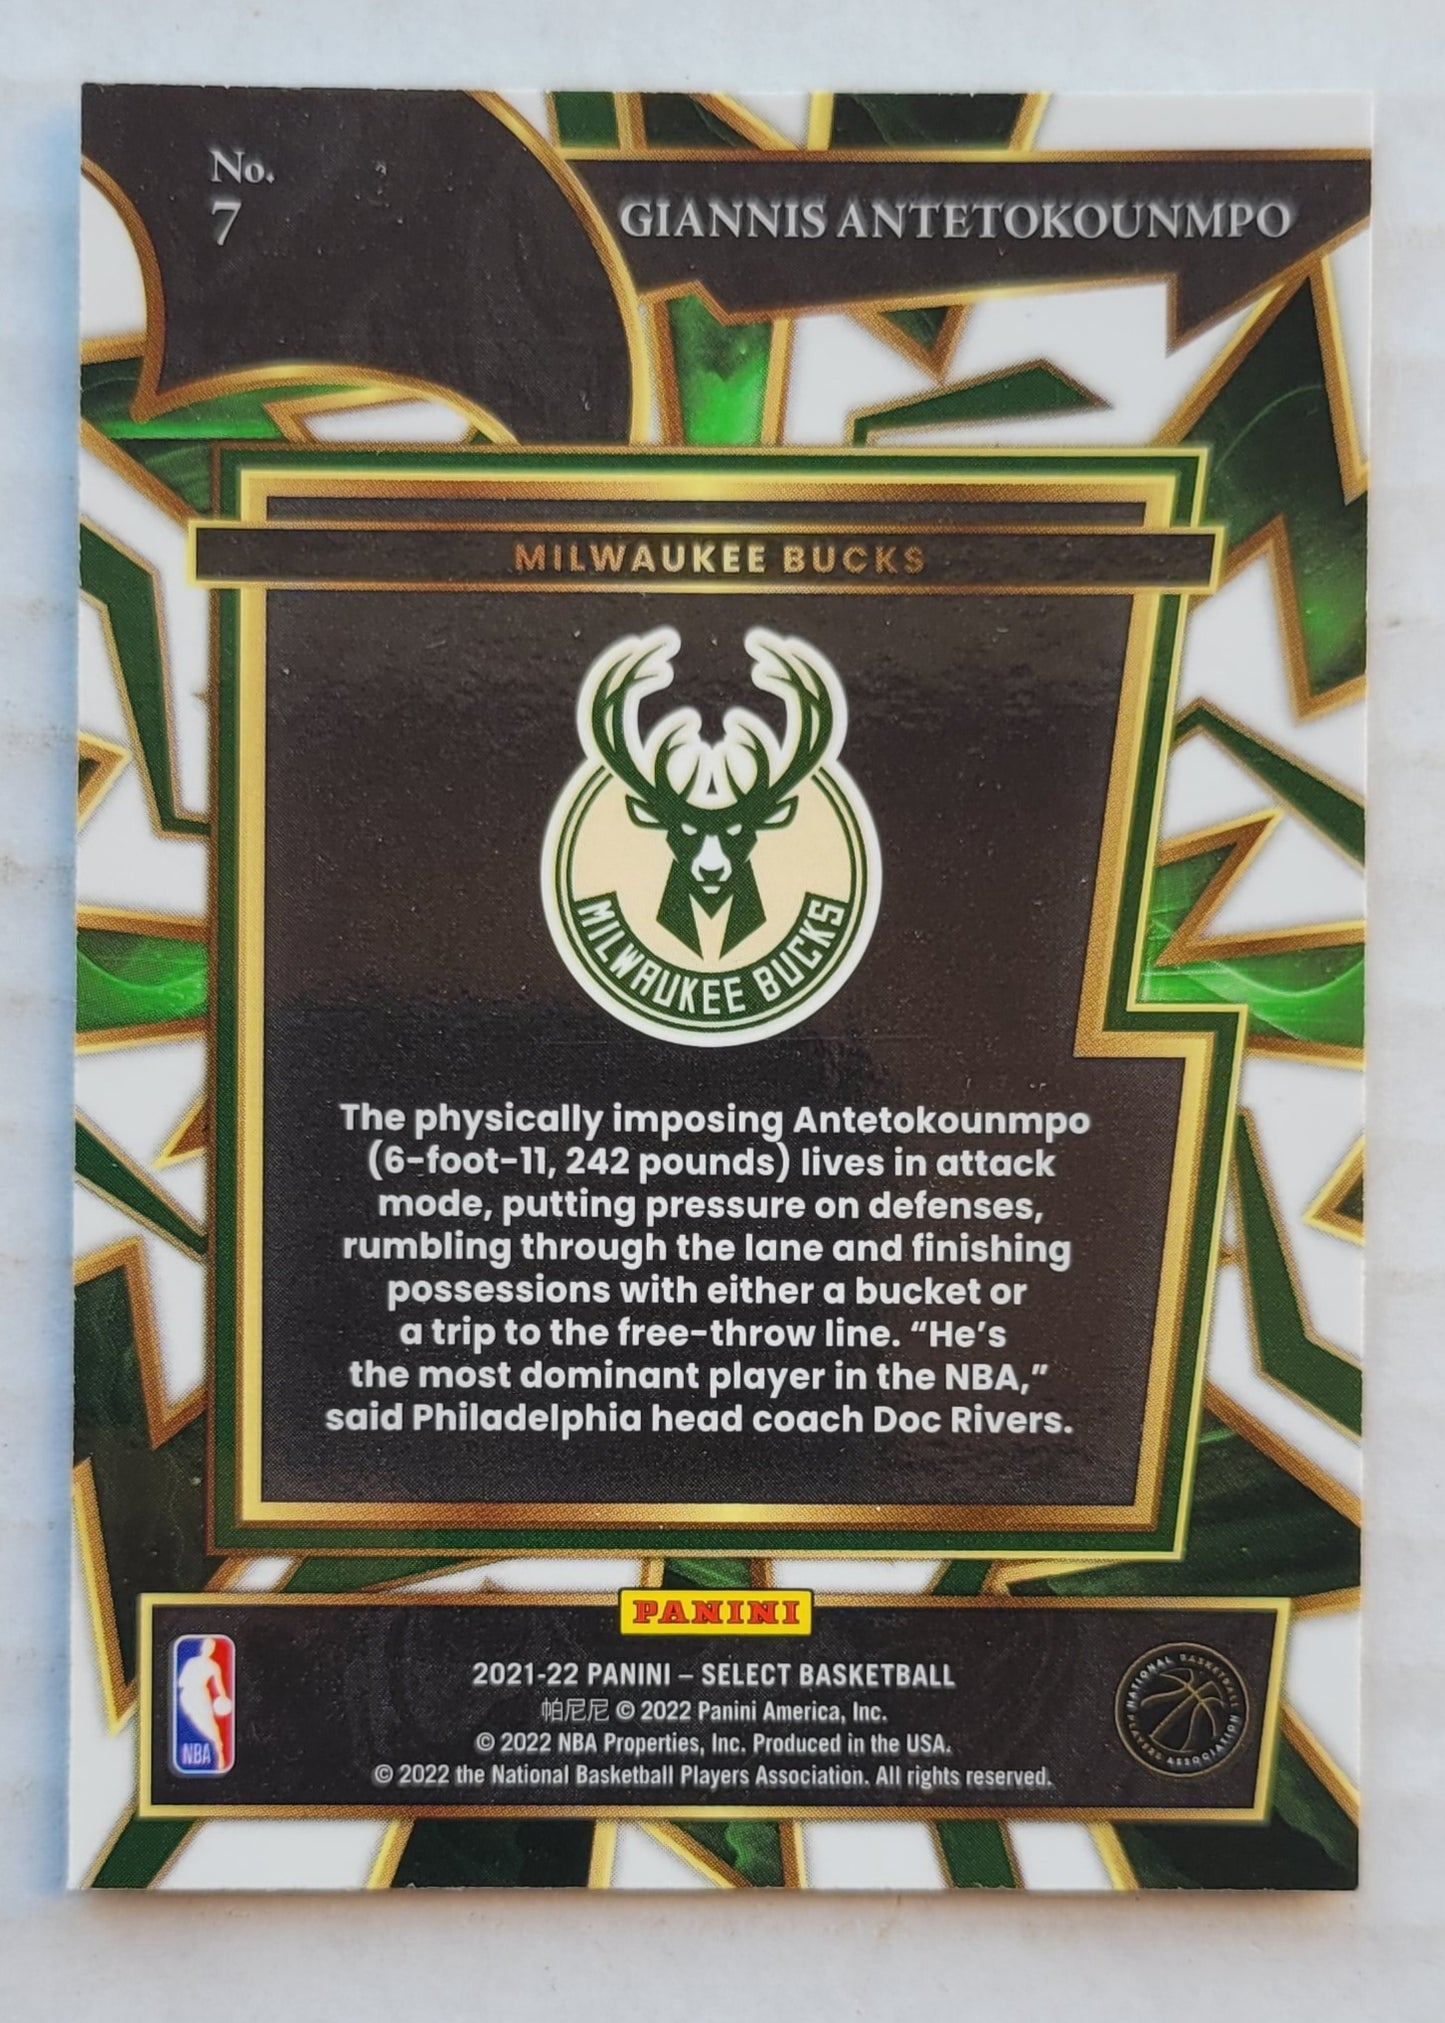 No.
7
GIANNIS ANTETOKOUNMPO
MILWAUKEE BUCKS
MILWAUKEE BUCKS
The physically imposing Antetokounmpo
(6-foot-11, 242 pounds) lives in attack
mode, putting pressure on defenses,
rumbling through the lane and finishing
possessions with either a bucket or
a trip to the free-throw line. “He’s
the most dominant player in the NBA,”
said Philadelphia head coach Doc Rivers.
PANINI
NBA
2021-22 PANINI – SELECT BASKETBALL
帕尼尼 © 2022 Panini America, Inc.
© 2022 NBA Properties, Inc. Produced in the USA.
© 2022 the National Basketball Players Association. All rights reserved.
NATIONAL BASKETBALL PLAYERS ASSOCIATION